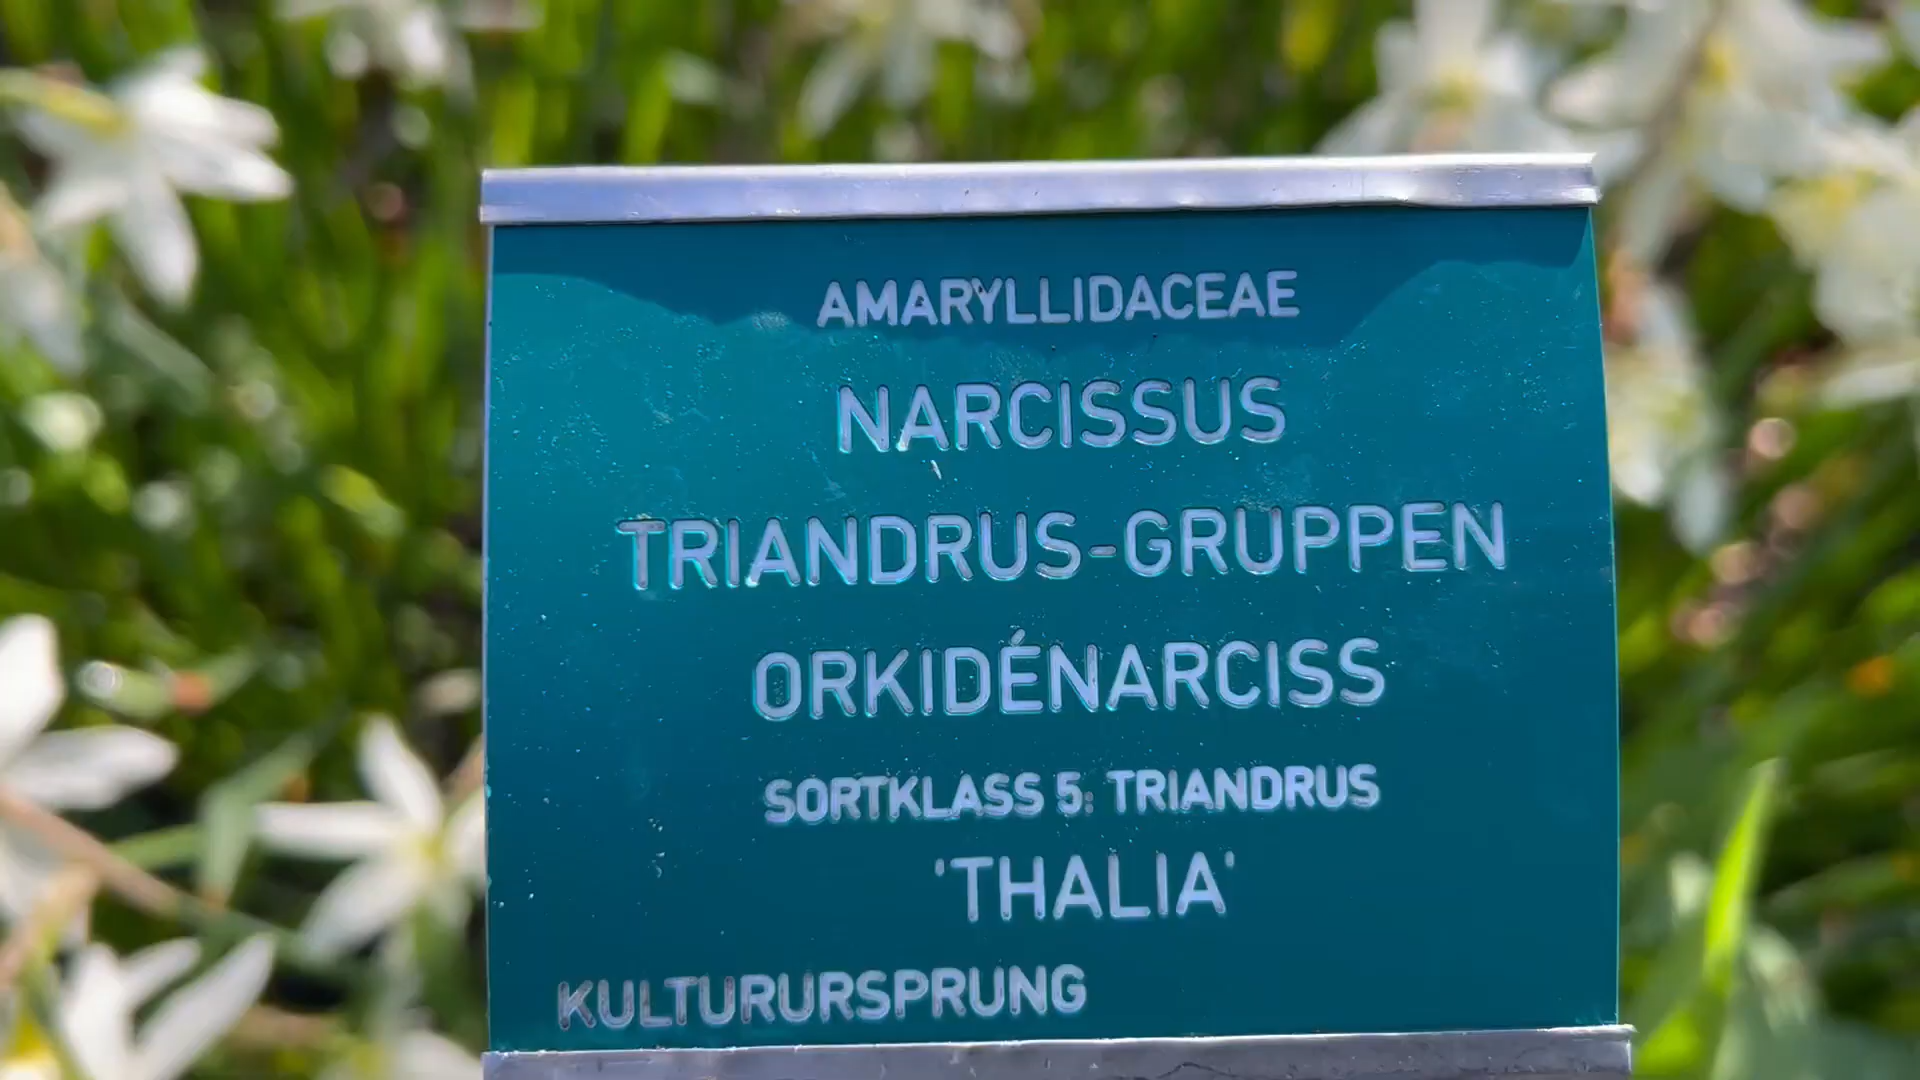 AMARYLLIDACEAE
NARCISSUS
TRIANDRUS-GRUPPEN
ORKIDÉNARCISS
SORTKLASS 5: TRIANDRUS
'THALIA'
KULTURURSPRUNG